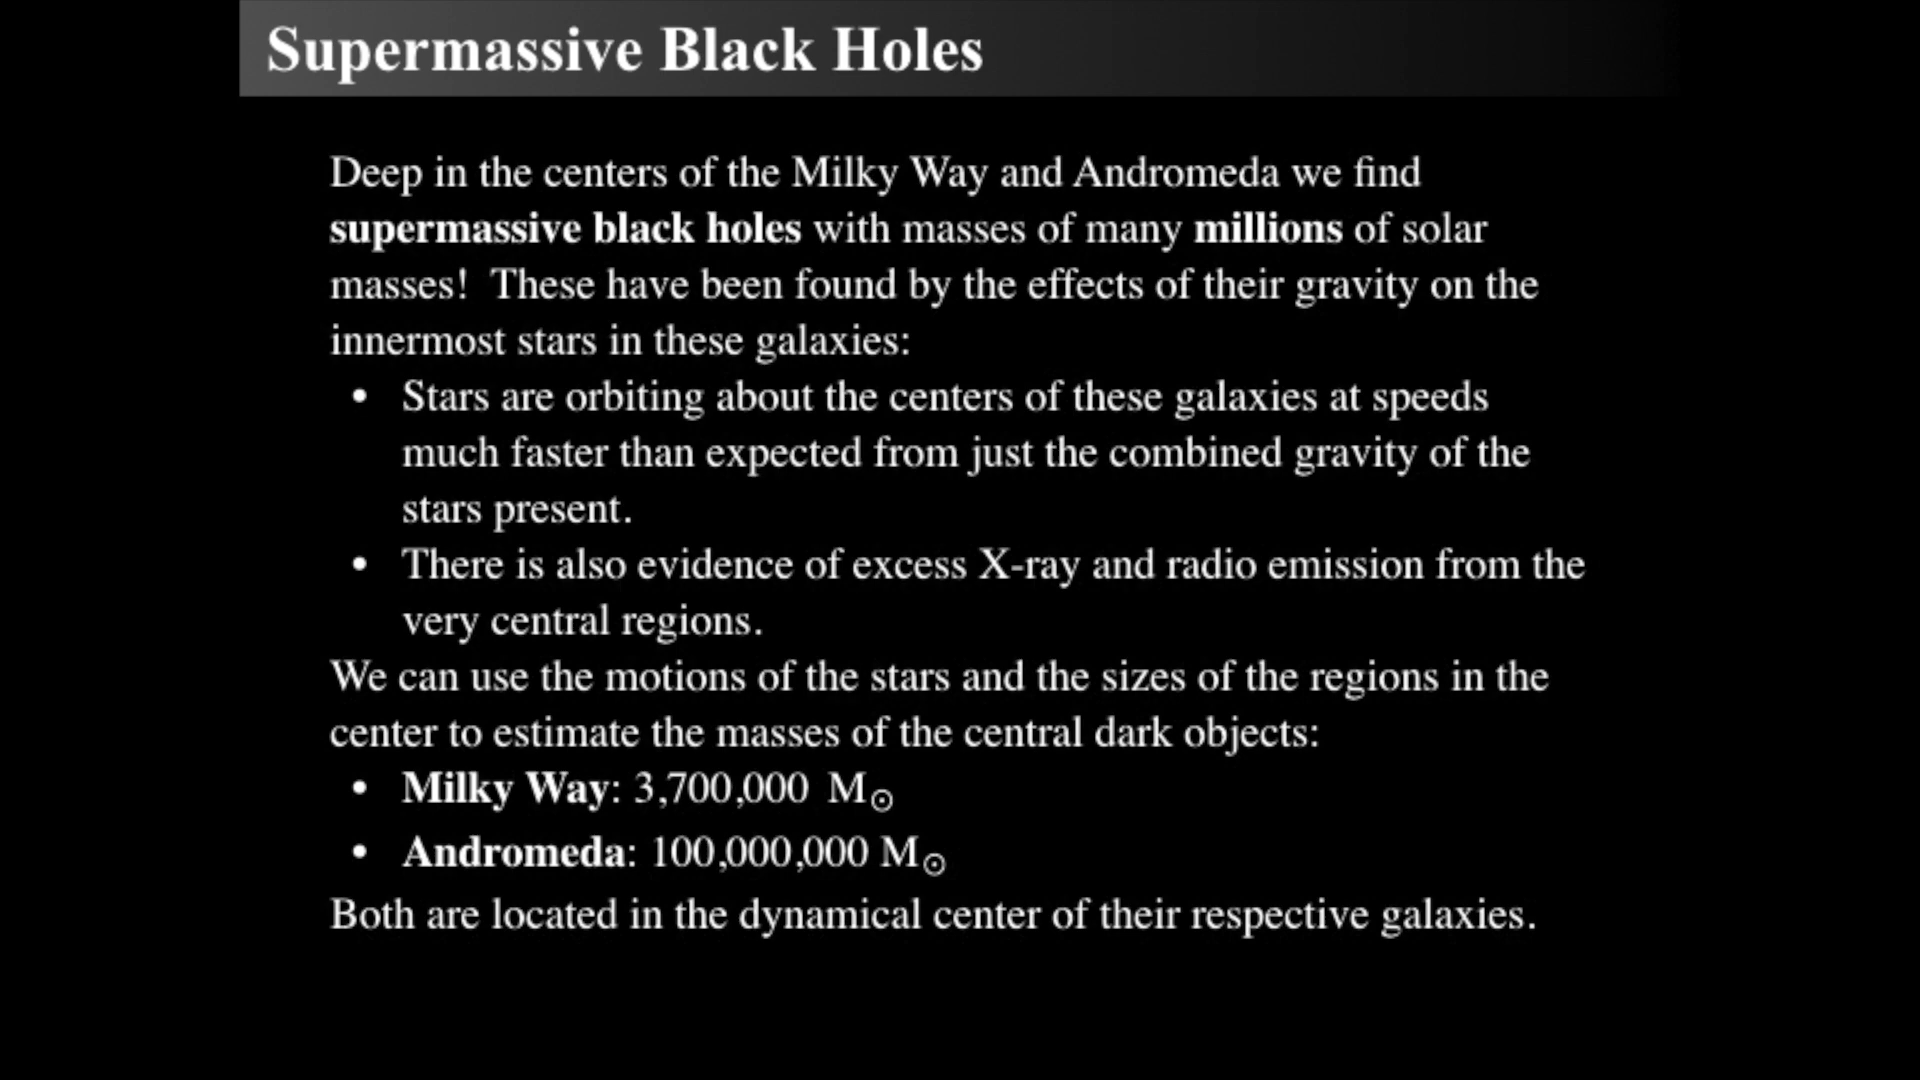 Supermassive Black Holes
Deep in the centers of the Milky Way and Andromeda we find
supermassive black holes with masses of many millions of solar
masses!  These have been found by the effects of their gravity on the
innermost stars in these galaxies:
• Stars are orbiting about the centers of these galaxies at speeds
much faster than expected from just the combined gravity of the
stars present.
• There is also evidence of excess X-ray and radio emission from the
very central regions.
We can use the motions of the stars and the sizes of the regions in the
center to estimate the masses of the central dark objects:
• Milky Way: 3,700,000 M☉
• Andromeda: 100,000,000 M☉
Both are located in the dynamical center of their respective galaxies.